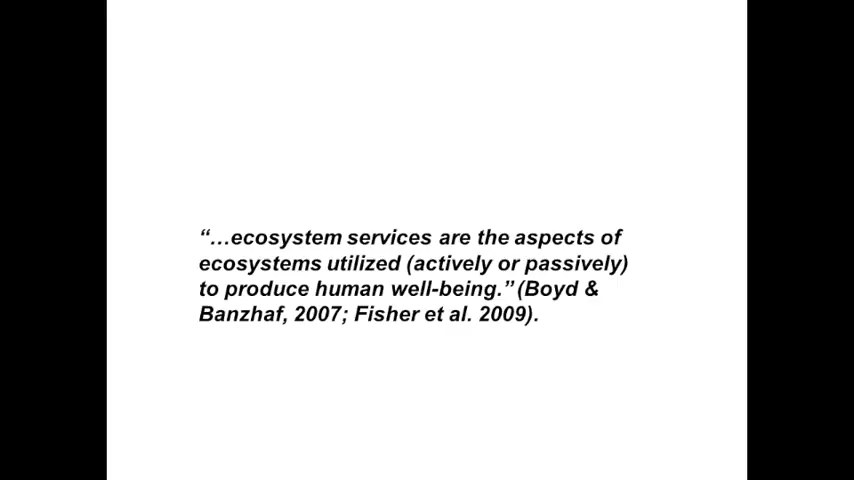 “…ecosystem services are the aspects of
ecosystems utilized (actively or passively)
to produce human well-being.” (Boyd &
Banzhaf, 2007; Fisher et al. 2009).